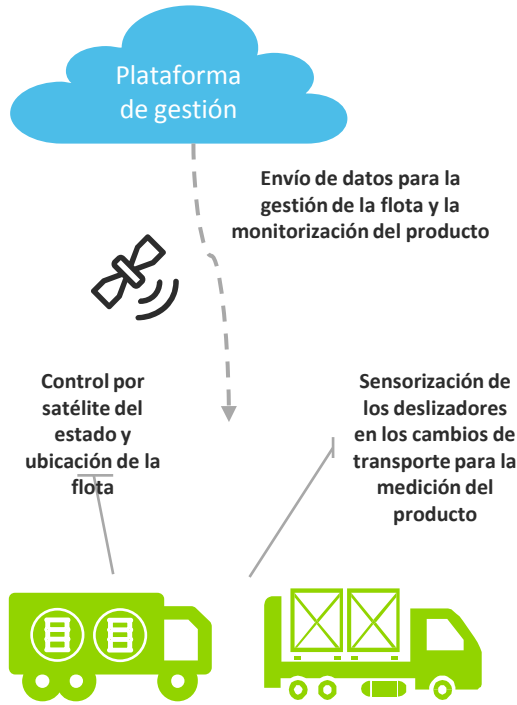 Plataforma
de gestión
Envío de datos para la
gestión de la flota y la
monitorización del producto
Control por
satélite del
estado y
ubicación de la
flota
Sensorización de
los deslizadores
en los cambios de
transporte para la
medición del
producto